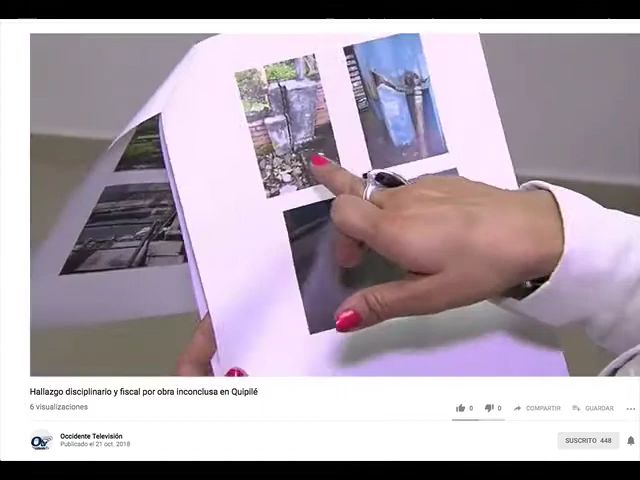 Hallazgo disciplinario y fiscal por obra inconclusa en Quipilé
6 visualizaciones
0
0
COMPARTIR
GUARDAR
Occidente Televisión
Publicado el 21 oct. 2018
SUSCRITO 448